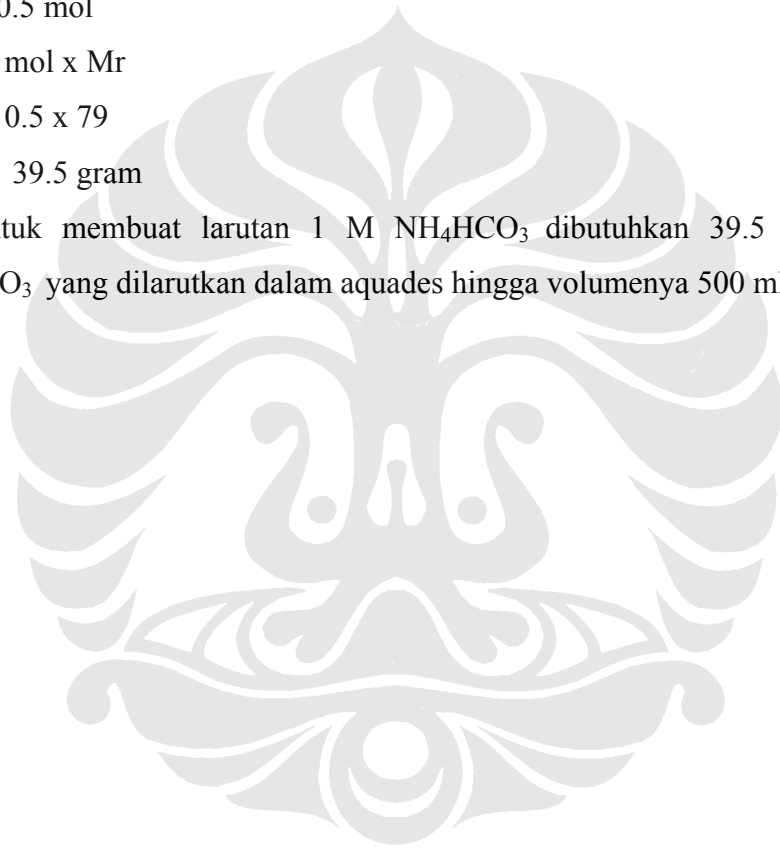 0.5 mol
mol x Mr
0.5 x 79
39.5 gram
tuk membuat larutan 1 M NH₄HCO₃ dibutuhkan 39.5
O₃ yang dilarutkan dalam aquades hingga volumenya 500 m